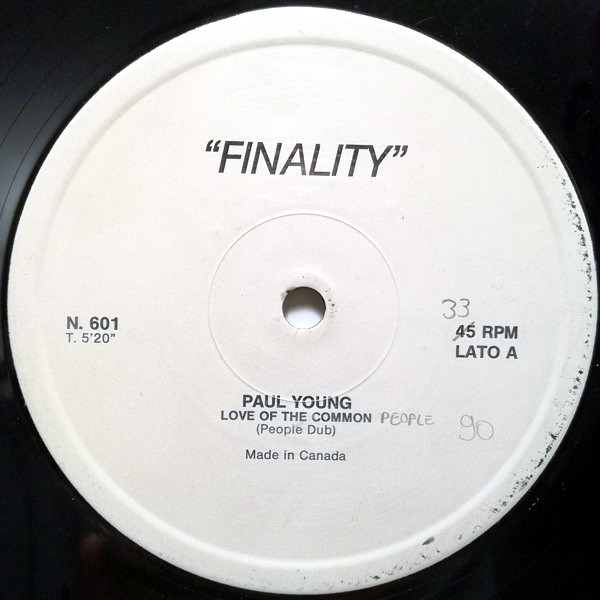 “FINALITY”
N. 601
T. 5'20”
33
45 RPM
LATO A
PAUL YOUNG
LOVE OF THE COMMON PEOPLE
(People Dub)
90
Made in Canada